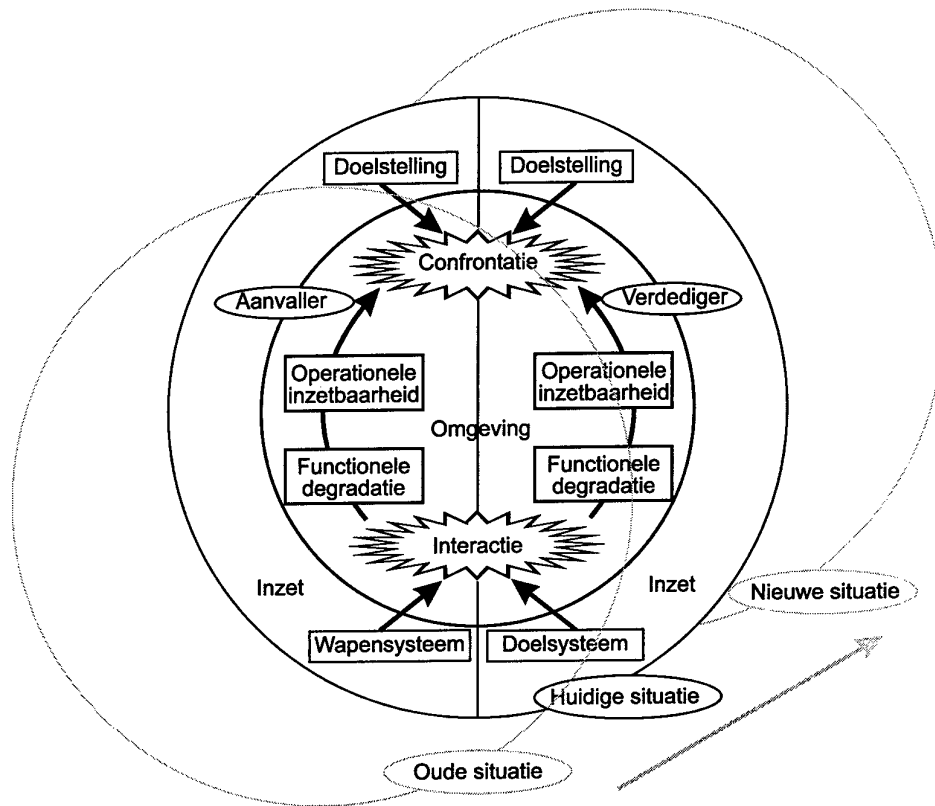 Doelstelling
Doelstelling
Confrontatie
Aanvaller
Verdediger
Operationele
inzetbaarheid
Operationele
inzetbaarheid
Omgeving
Functionele
degradatie
Functionele
degradatie
Interactie
Inzet
Inzet
Nieuwe situatie
Wapensysteem
Doelsysteem
Huidige situatie
Oude situatie